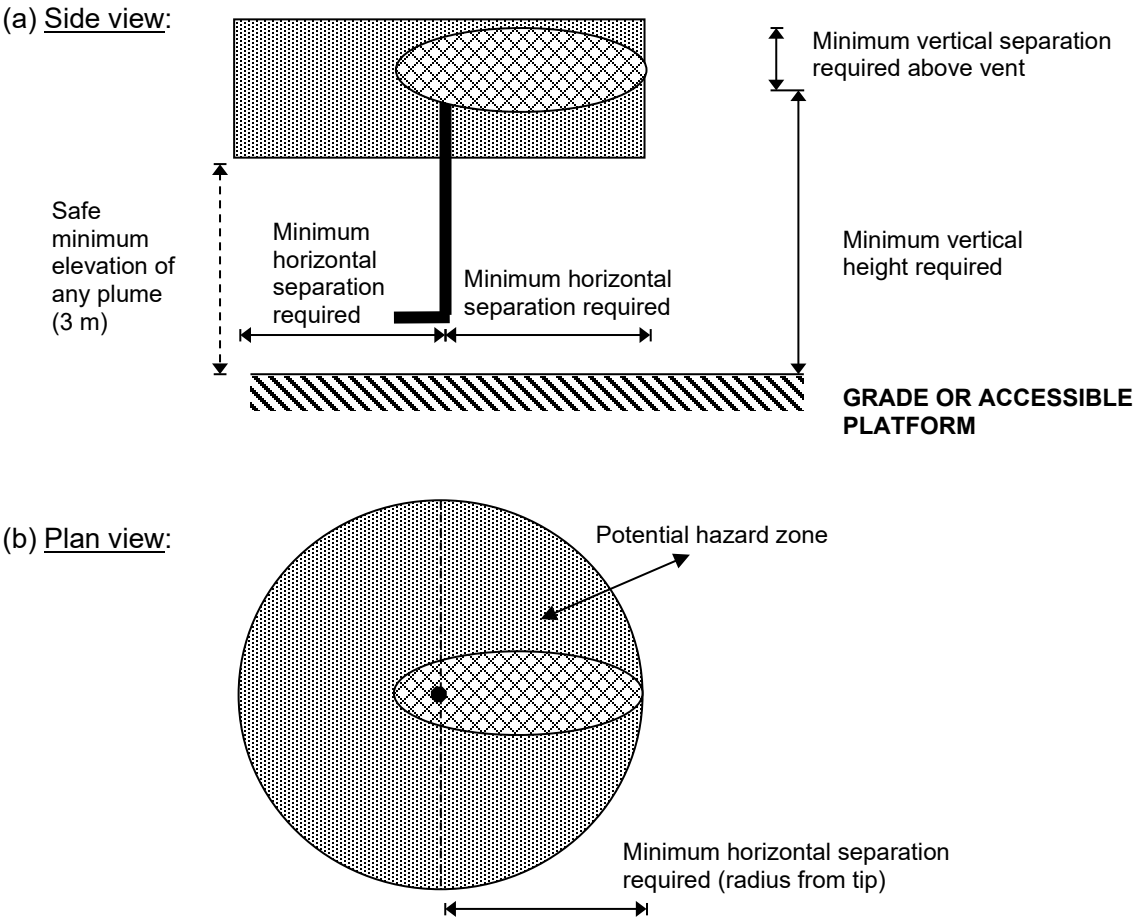 (a) Side view:
Minimum vertical separation
required above vent
Safe
minimum
elevation of
any plume
(3 m)
Minimum
horizontal
separation
required
Minimum horizontal
separation required
Minimum vertical
height required
GRADE OR ACCESSIBLE
PLATFORM
(b) Plan view:
Potential hazard zone
Minimum horizontal separation
required (radius from tip)